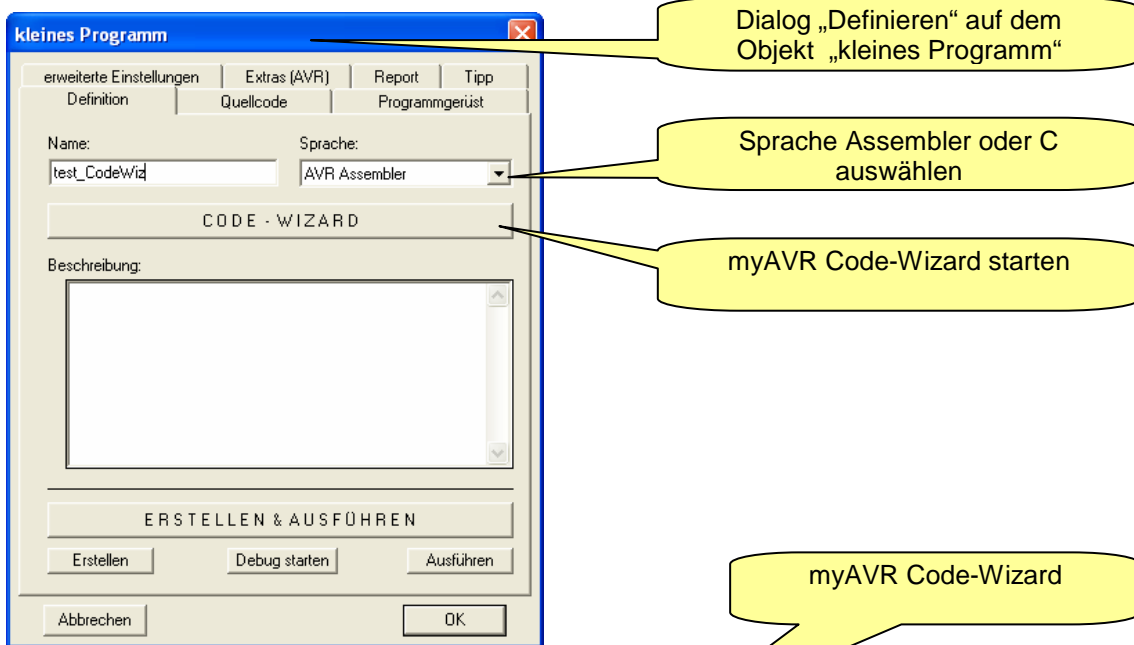 kleines Programm
erweiterte Einstellungen
Extras (AVR)
Report
Tipp
Definition
Quellcode
Programmgerüst
Name:
Sprache:
test_CodeWiz
AVR Assembler
CODE - WIZARD
Beschreibung:
ERSTELLEN & AUSFÜHREN
Erstellen
Debug starten
Ausführen
Abbrechen
OK
Dialog „Definieren“ auf dem
Objekt „kleines Programm“
Sprache Assembler oder C
auswählen
myAVR Code-Wizard starten
myAVR Code-Wizard